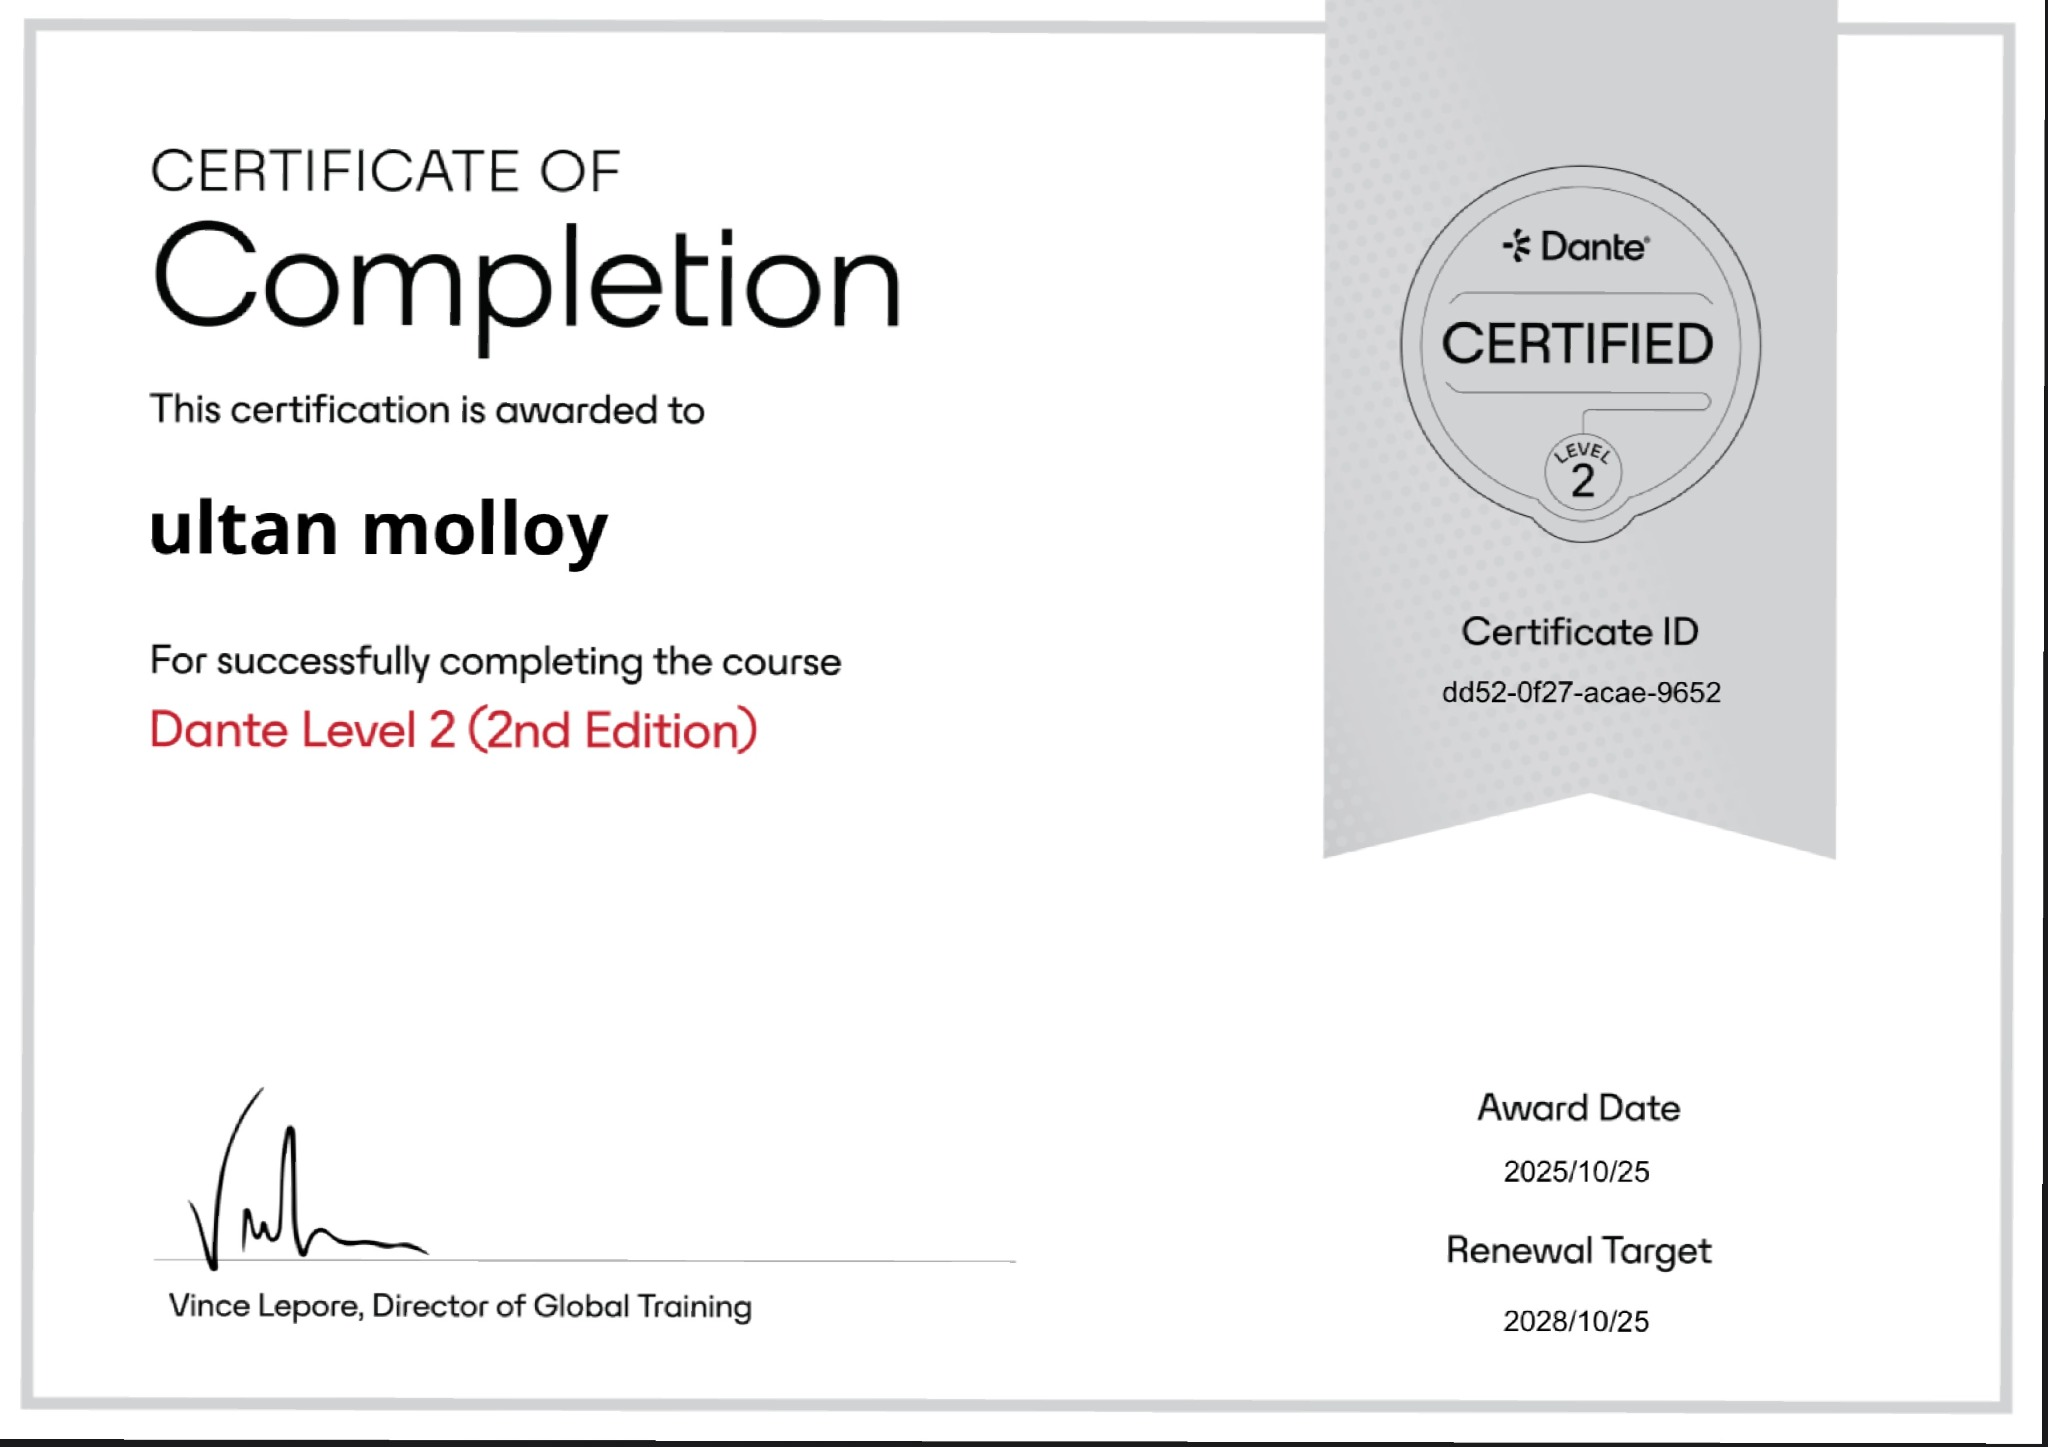 CERTIFICATE OF
Completion
This certification is awarded to
ultan molloy
For successfully completing the course
Dante Level 2 (2nd Edition)
Vince Lepore, Director of Global Training
Dante®
CERTIFIED
LEVEL
2
Certificate ID
dd52-0f27-acae-9652
Award Date
2025/10/25
Renewal Target
2028/10/25